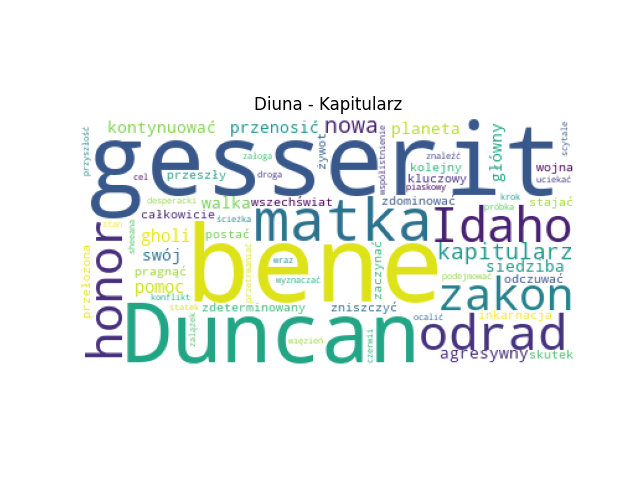 Diuna - Kapitularz
kontynuować przenosić nowa planeta
przyszłość
gesserit
załoga
żywot
współistnienie
znaleźć
kolejny
główny
wojna
scytale
cel
przeszły
droga
kluczowy
piaskowy
uciekać
desperacki
walka
wszechświat
zdominować
krok
próbka
stajać
całkowicie
ścieżka
matka
Idaho
stan
sheeana
gholi
postać
honor
swój
bene
zaczynać
kapitularz
siedziba
przełożona
pragnąć
wraz
przetrwaniać
wyznaczać
podejmować
odczuwać
pomoc
konflikt
zakon
statek
zdeterminowany
zniszczyć
ocalić
inkarnacja
Duncan
zalążek
więzień
czerwii
odrad
agresywny
skutek